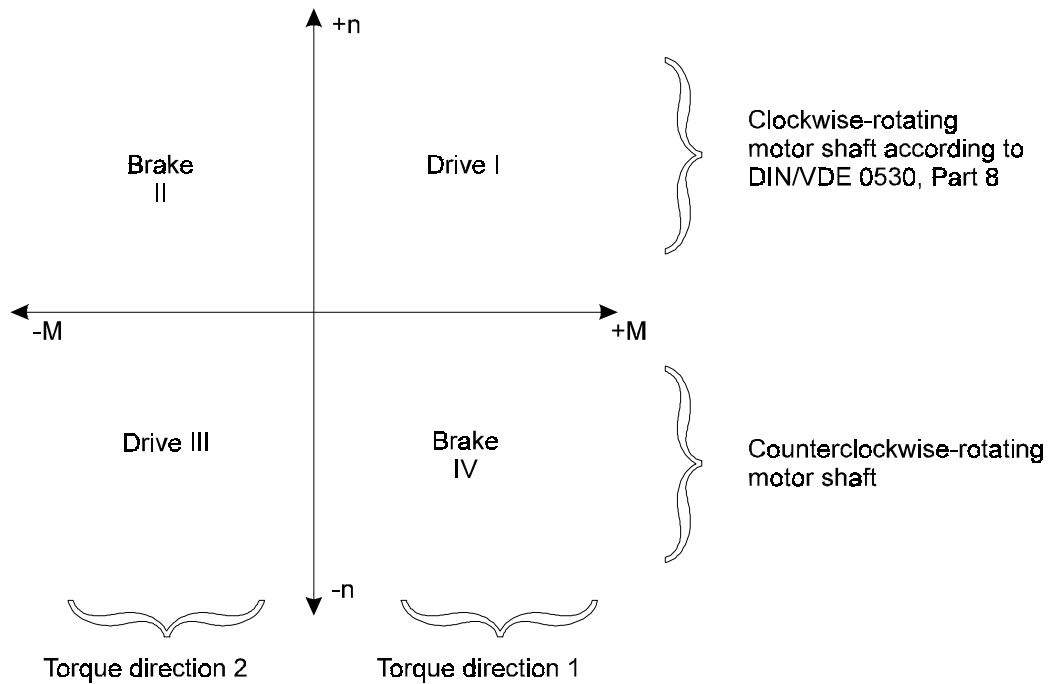 +n
Clockwise-rotating
motor shaft according to
DIN/VDE 0530, Part 8
Brake
II
Drive I
-M
+M
Drive III
Brake
IV
Counterclockwise-rotating
motor shaft
-n
Torque direction 2
Torque direction 1